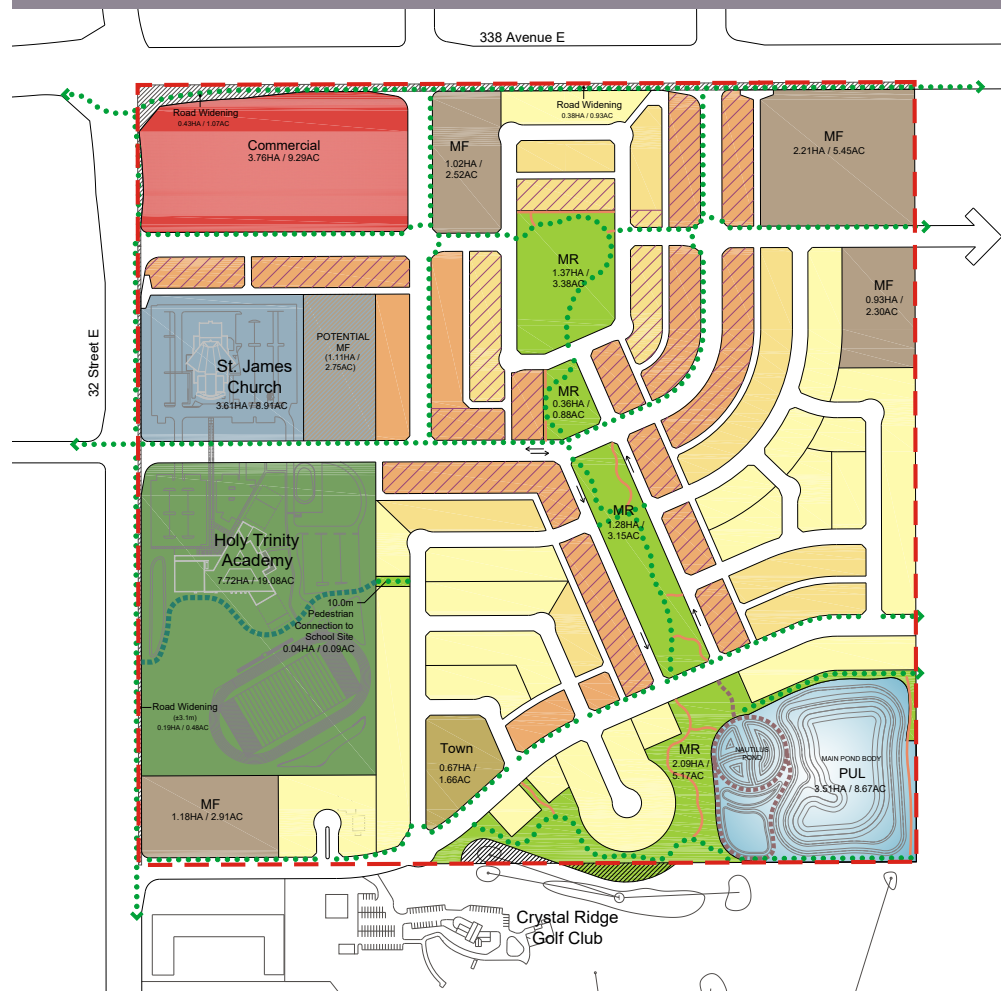 338 Avenue E
Road Widening
0.43HA / 1.07AC
Road Widening
0.38HA / 0.93AC
Commercial
3.76HA / 9.29AC
MF
1.02HA /
2.52AC
MF
2.21HA / 5.45AC
MR
1.37HA /
3.38AC
MF
0.93HA /
2.30AC
32 Street E
POTENTIAL
MF
(1.11HA /
2.75AC)
St. James
Church
3.61HA / 8.91AC
MR
0.36HA /
0.88AC
MR
1.28HA /
3.15AC
Holy Trinity
Academy
7.72HA / 19.08AC
10.0m
Pedestrian
Connection to
School Site
0.04HA / 0.09AC
Road Widening
(±3.1m)
0.19HA / 0.48AC
Town
0.67HA /
1.66AC
MR
2.09HA /
5.17AC
NAUTILUS
POND
MAIN POND BODY
PUL
3.51HA / 8.67AC
MF
1.18HA / 2.91AC
Crystal Ridge
Golf Club